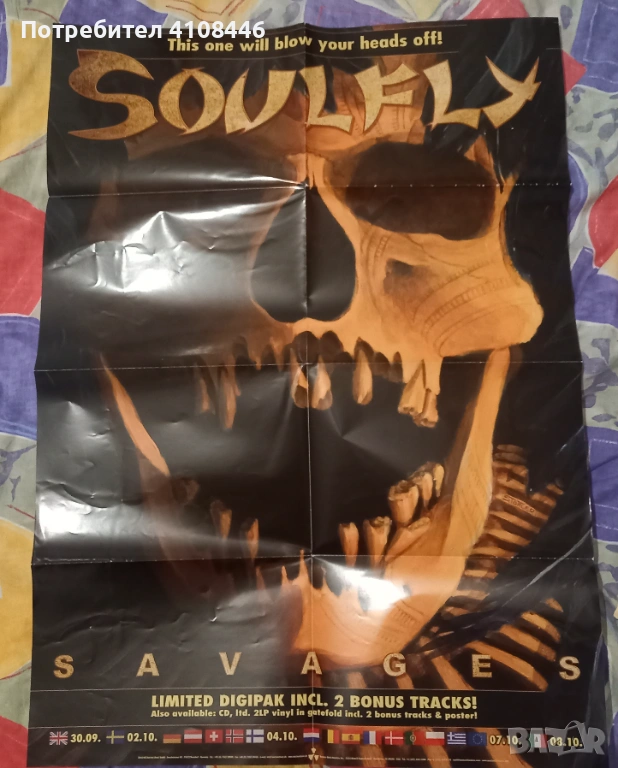 Потребител 4108446
This one will blow your heads off!
SOULFLY
SAVAGES
LIMITED DIGIPAK INCL. 2 BONUS TRACKS!
Also available: CD, ltd. 2LP vinyl in gatefold incl. 2 bonus tracks & poster!
30.09. 02.10. 04.10. 07.10. 08.10.
BAZAR